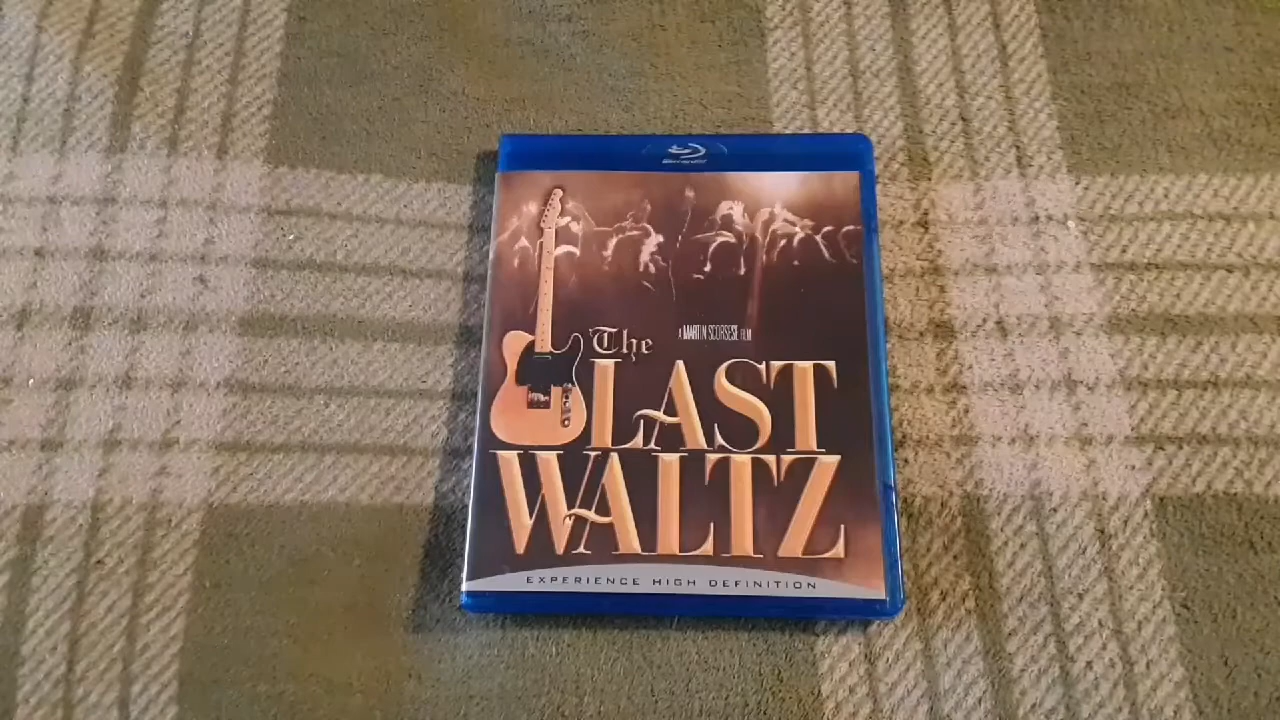 A MARTIN SCORSESE FILM
The
LAST
WALTZ
EXPERIENCE HIGH DEFINITION